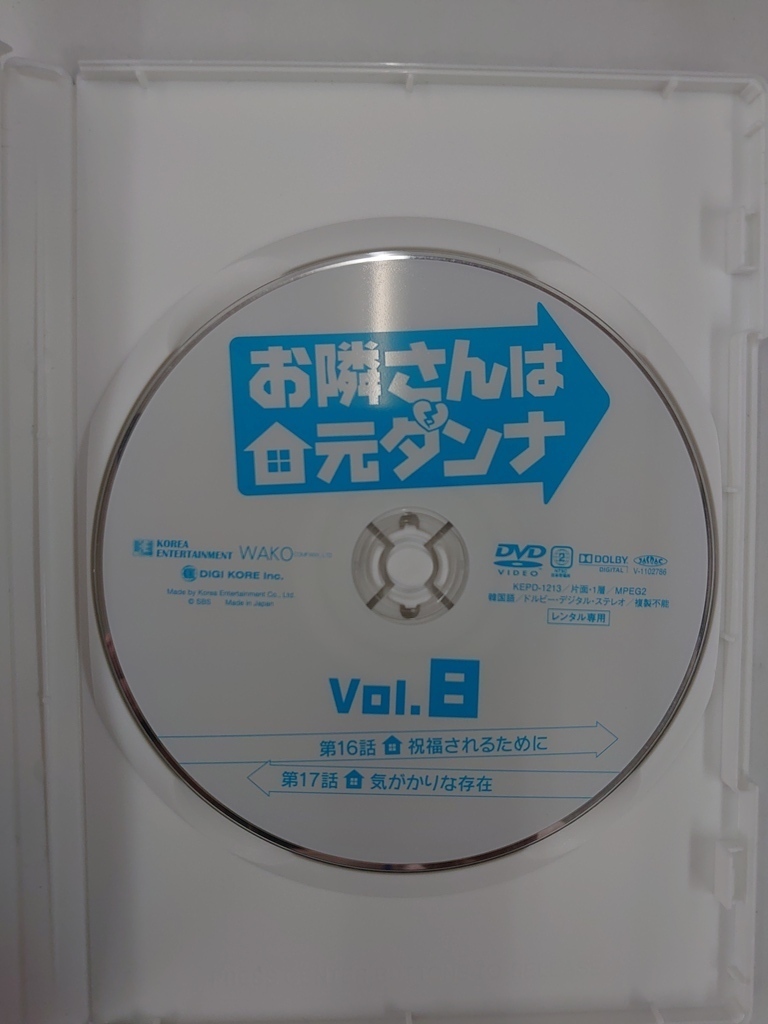 お隣さんは
元ダンナ
KOREA
ENTERTAINMENT
WAKO
DIGI KORE Inc.
Made by Korea Entertainment Co., Ltd.
© SBS Made in Japan
DVD
VIDEO
2
DOLBY
DIGITAL
V-1102786
KEPD-1213／片面・1層／MPEG2
韓国語／ドルビー・デジタル・ステレオ／複製不能
レンタル専用
Vol.8
第16話 祝福されるために
第17話 気がかりな存在